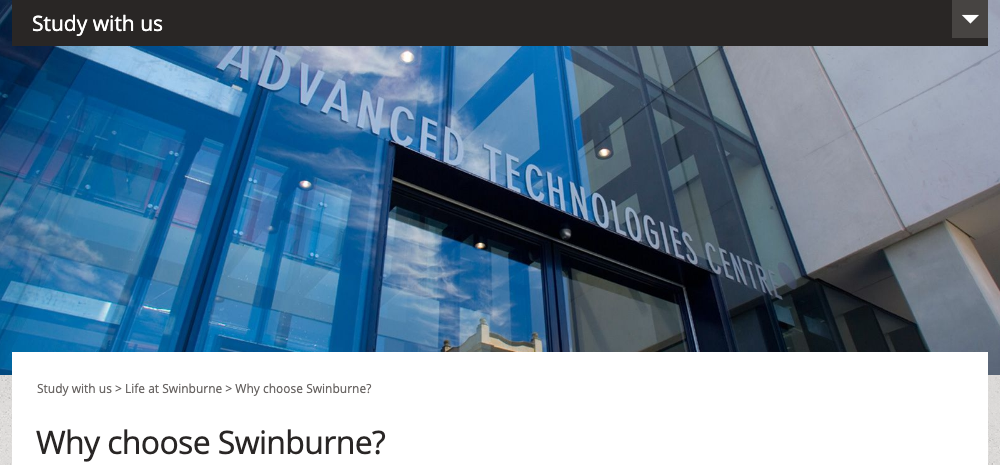 Study with us
ADVANCED TECHNOLOGIES CENTRE
Study with us > Life at Swinburne > Why choose Swinburne?
Why choose Swinburne?